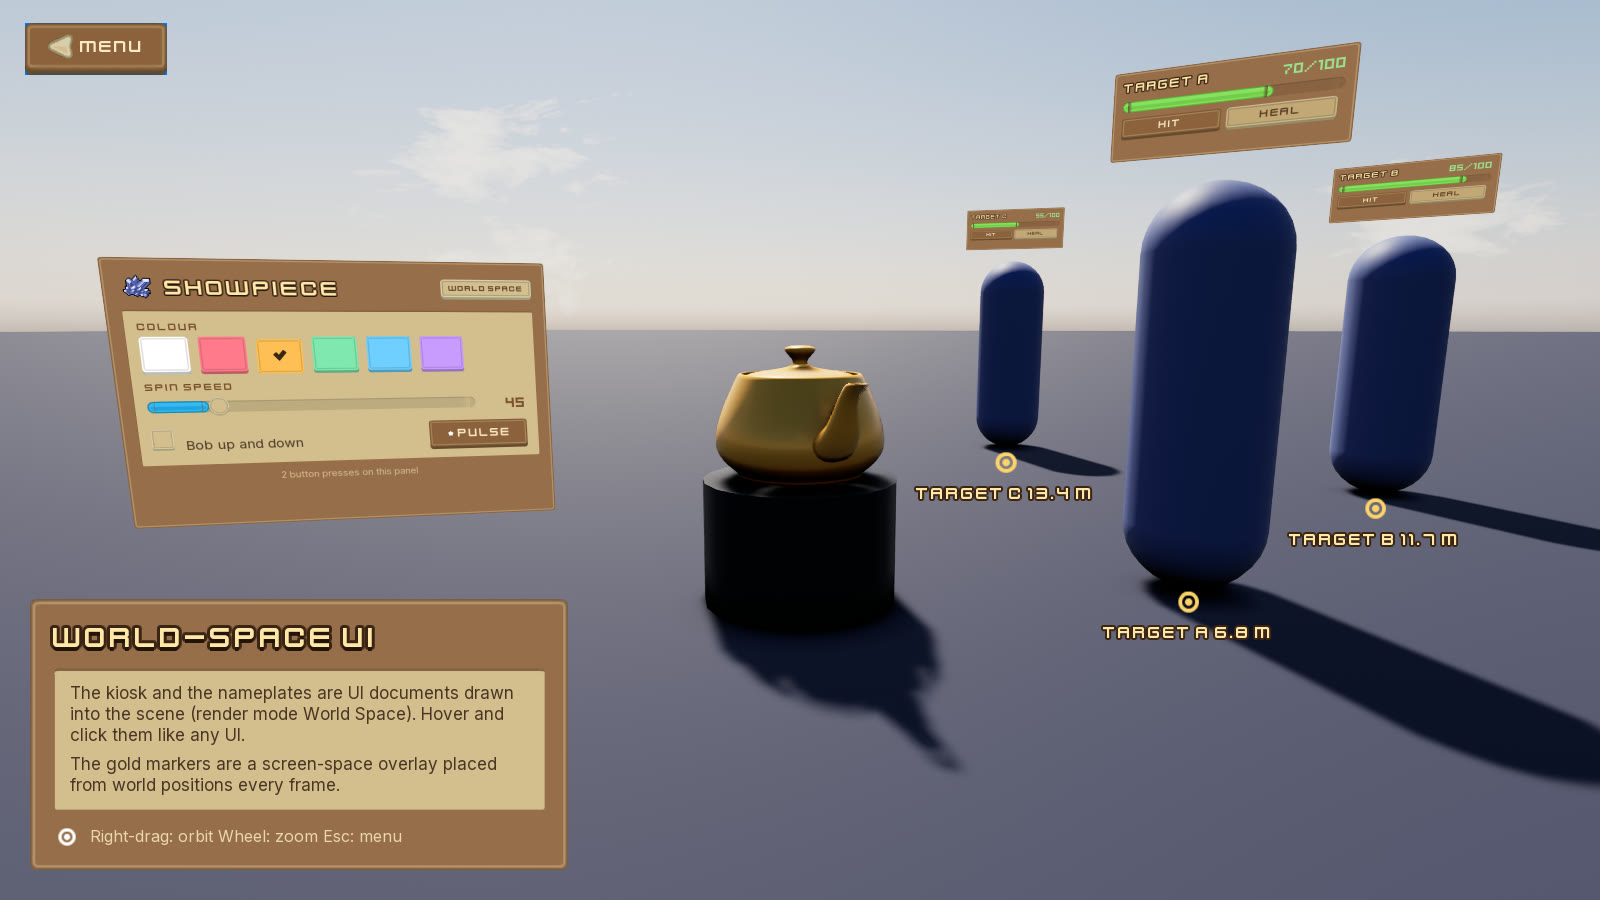 MENU
TARGET A 70/100
HIT HEAL
TARGET B 85/100
HIT HEAL
TARGET C 55/100
HIT HEAL
SHOWPIECE WORLD SPACE
COLOUR
SPIN SPEED
45
Bob up and down PULSE
2 button presses on this panel
TARGET C 13.4 M
TARGET B 11.7 M
TARGET A 6.8 M
WORLD-SPACE UI
The kiosk and the nameplates are UI documents drawn
into the scene (render mode World Space). Hover and
click them like any UI.
The gold markers are a screen-space overlay placed
from world positions every frame.
Right-drag: orbit Wheel: zoom Esc: menu